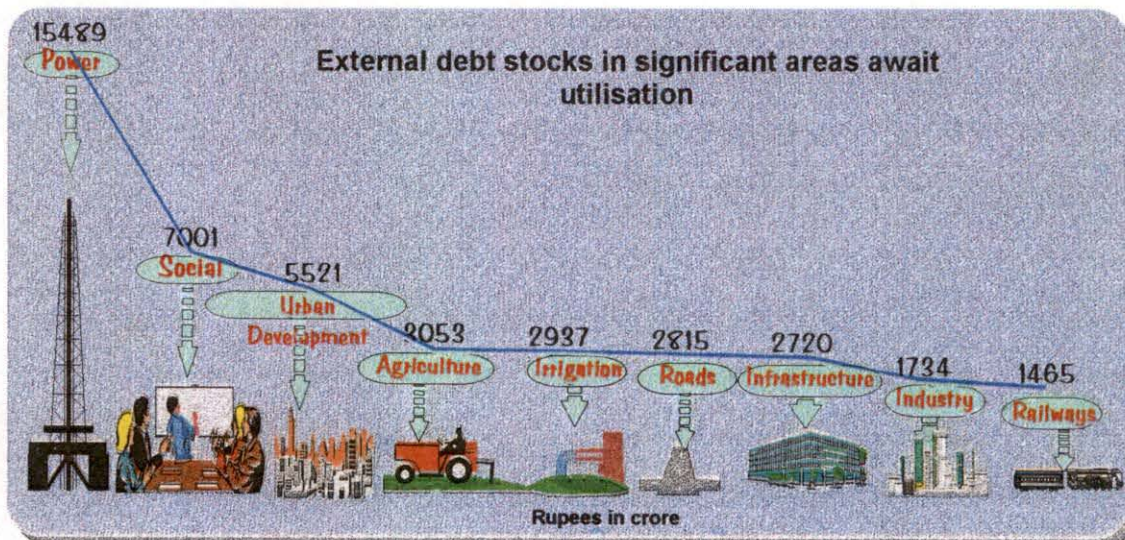 External debt stocks in significant areas await
utilisation
15489
Power
7001
Social
5521
Urban
Development
3053
Agriculture
2937
Irrigation
2815
Roads
2720
Infrastructure
1734
Industry
1465
Railways
Rupees in crore